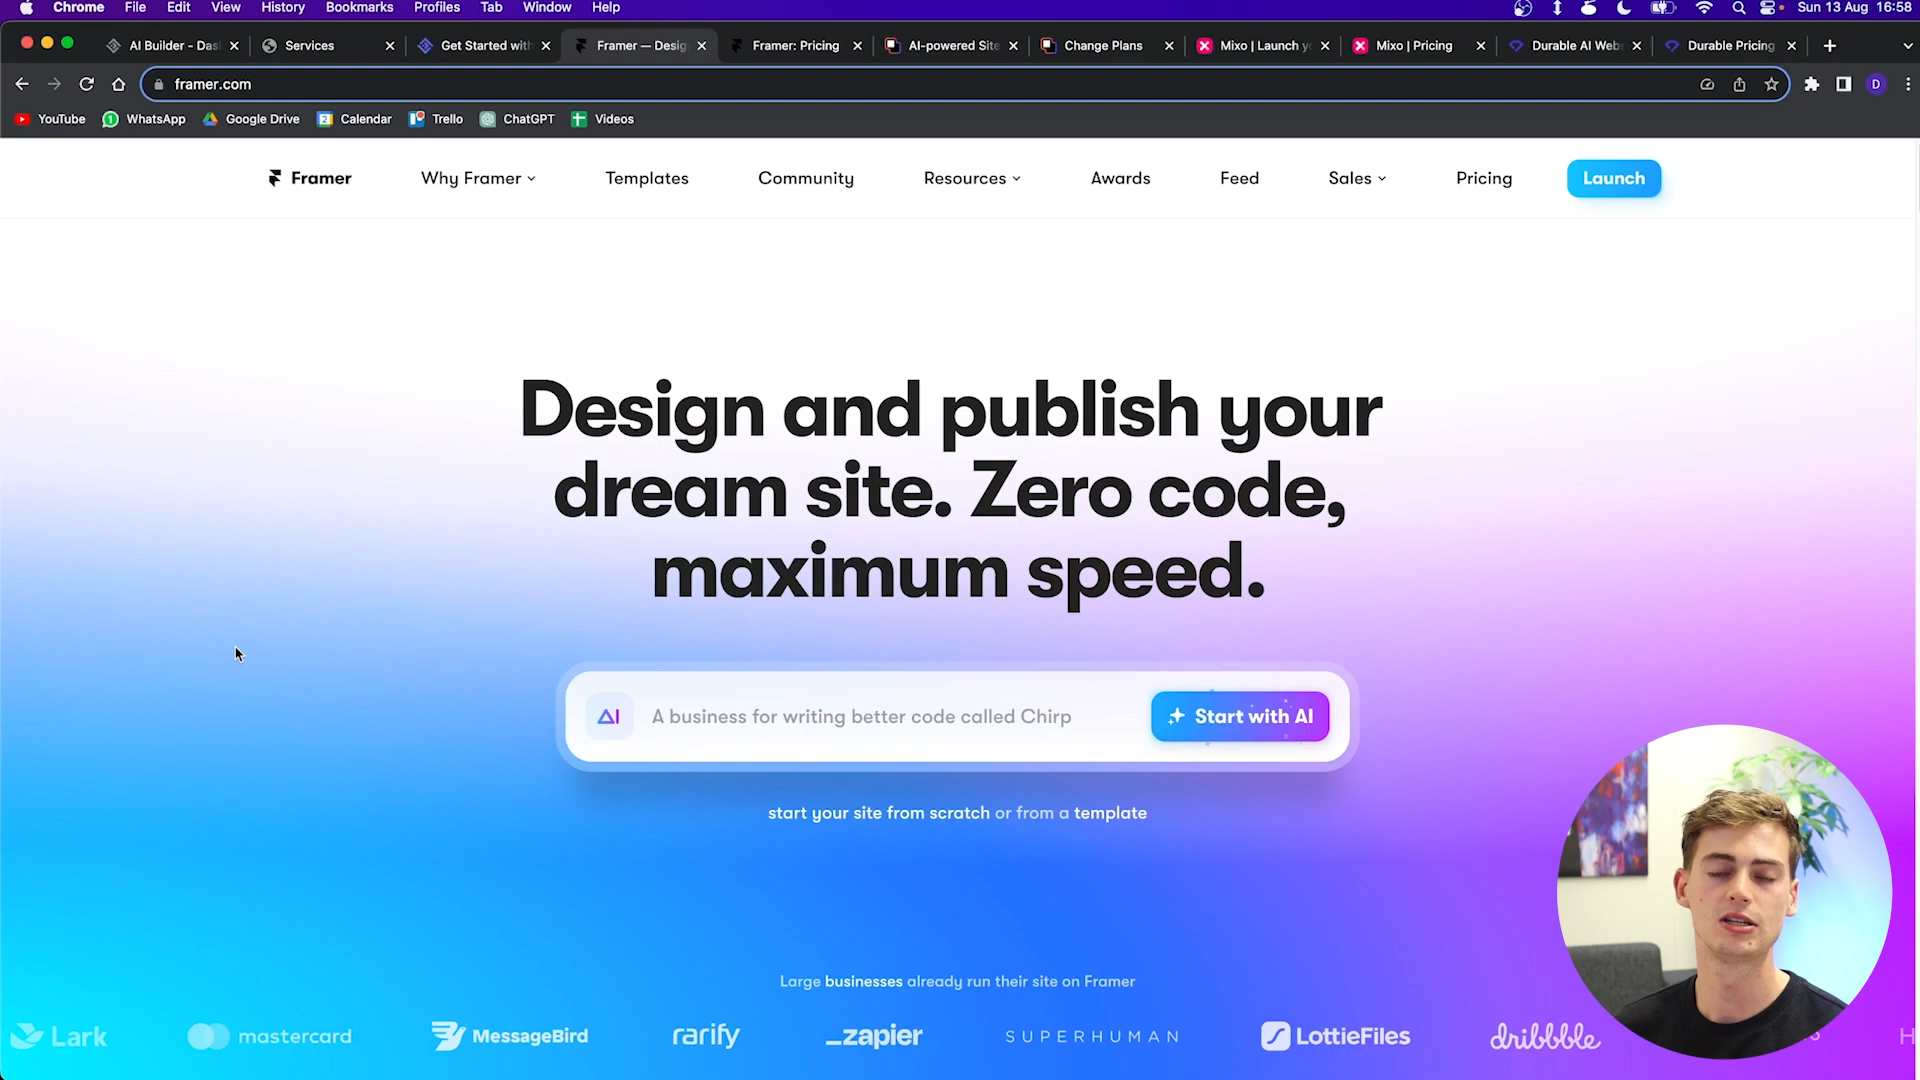 Chrome File Edit View History Bookmarks Profiles Tab Window Help Sun 13 Aug 16:58
AI Builder - Das Services Get Started with Framer — Desig Framer: Pricing AI-powered Site Change Plans Mixo | Launch y Mixo | Pricing Durable AI Web Durable Pricing
framer.com D
YouTube WhatsApp Google Drive Calendar Trello ChatGPT Videos
Framer Why Framer Templates Community Resources Awards Feed Sales Pricing Launch
Design and publish your
dream site. Zero code,
maximum speed.
AI A business for writing better code called Chirp Start with AI
start your site from scratch or from a template
Large businesses already run their site on Framer
Lark mastercard MessageBird rarify zapier SUPERHUMAN LottieFiles dribbble